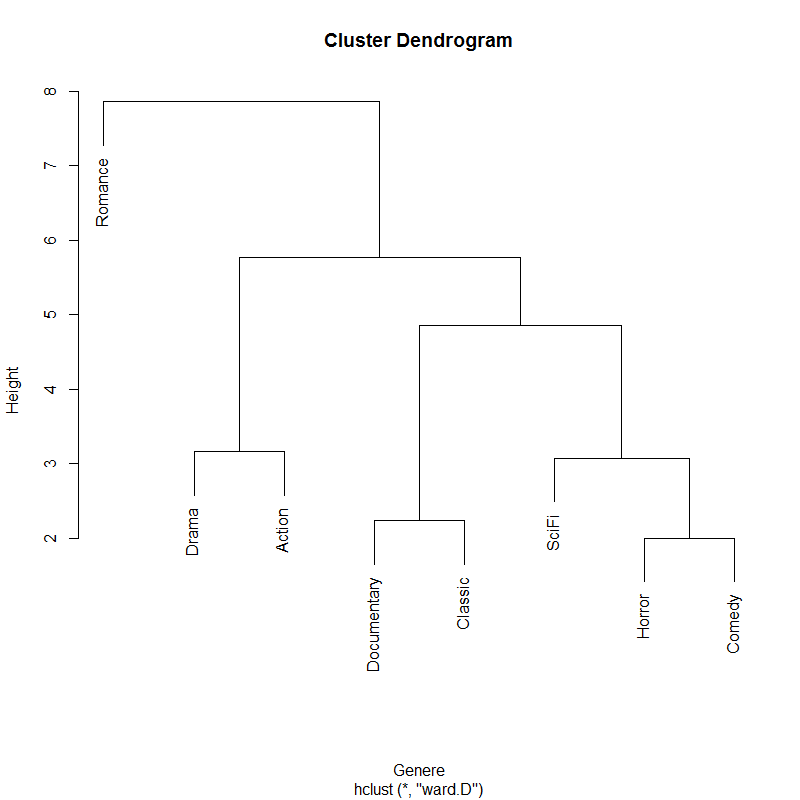 Cluster Dendrogram
Height
8
7
6
5
4
3
2
Romance
Drama
Action
Documentary
Classic
SciFi
Horror
Comedy
Genere
hclust (*, "ward.D")